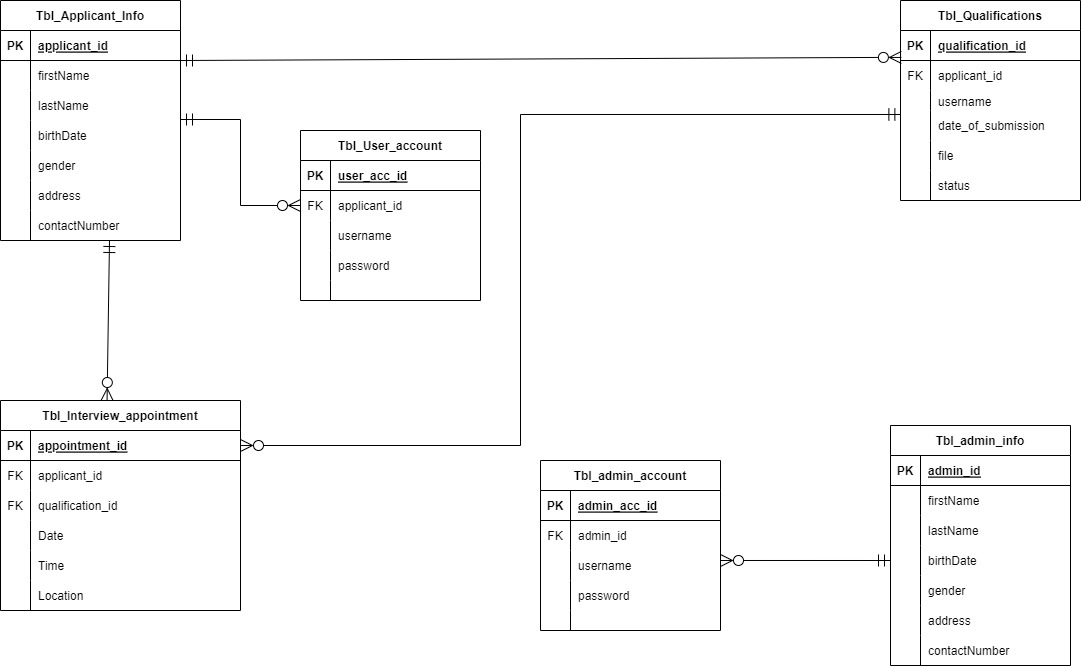 Tbl_Applicant_Info
PK applicant_id
firstName
lastName
birthDate
gender
address
contactNumber
Tbl_Qualifications
PK qualification_id
FK applicant_id
username
date_of_submission
file
status
Tbl_User_account
PK user_acc_id
FK applicant_id
username
password
Tbl_Interview_appointment
PK appointment_id
FK applicant_id
FK qualification_id
Date
Time
Location
Tbl_admin_account
PK admin_acc_id
FK admin_id
username
password
Tbl_admin_info
PK admin_id
firstName
lastName
birthDate
gender
address
contactNumber